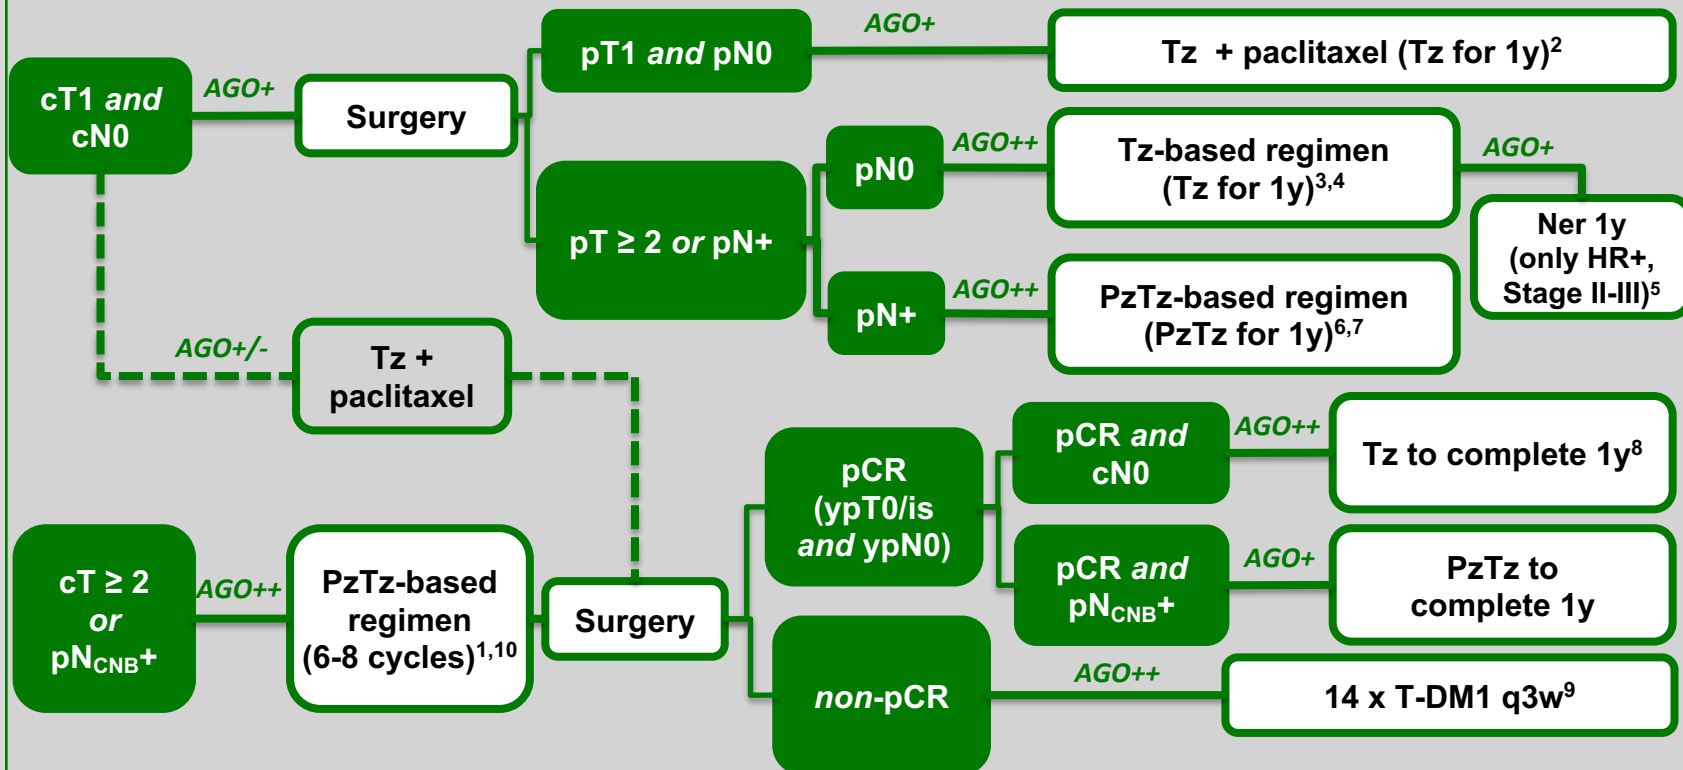 cT1 and
cN0
AGO+
Surgery
pT1 and pN0
AGO+
Tz + paclitaxel (Tz for 1y)2
pT ≥ 2 or pN+
pN0
AGO++
Tz-based regimen
(Tz for 1y)3,4
AGO+
Ner 1y
(only HR+,
Stage II-III)5
pN+
AGO++
PzTz-based regimen
(PzTz for 1y)6,7
AGO+/-
Tz +
paclitaxel
cT ≥ 2
or
pNCNB+
AGO++
PzTz-based
regimen
(6-8 cycles)1,10
Surgery
pCR
(ypT0/is
and ypN0)
pCR and
cN0
AGO++
Tz to complete 1y8
pCR and
pNCNB+
AGO+
PzTz to
complete 1y
non-pCR
AGO++
14 x T-DM1 q3w9